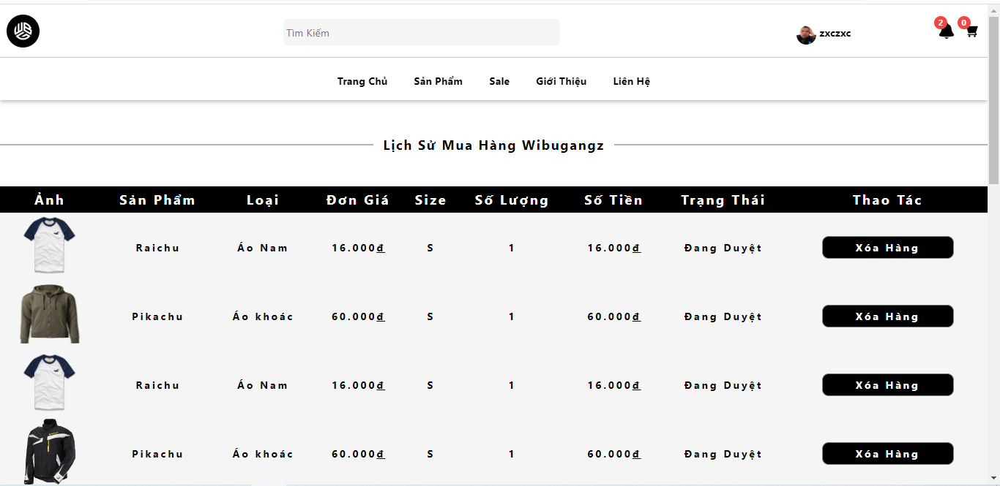 Tìm Kiếm
zxczxc
2
0
Trang Chủ Sản Phẩm Sale Giới Thiệu Liên Hệ
Lịch Sử Mua Hàng Wibugangz
Ảnh Sản Phẩm Loại Đơn Giá Size Số Lượng Số Tiền Trạng Thái Thao Tác
Raichu Áo Nam 16.000₫ S 1 16.000₫ Đang Duyệt Xóa Hàng
Pikachu Áo khoác 60.000₫ S 1 60.000₫ Đang Duyệt Xóa Hàng
Raichu Áo Nam 16.000₫ S 1 16.000₫ Đang Duyệt Xóa Hàng
Pikachu Áo khoác 60.000₫ S 1 60.000₫ Đang Duyệt Xóa Hàng